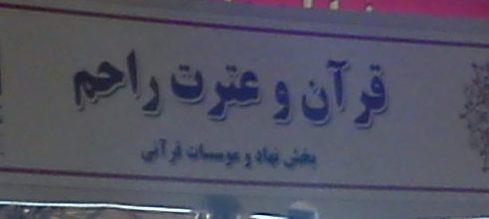 قرآن و عترت راحم
بخش نهاد و موسسات قرآنی